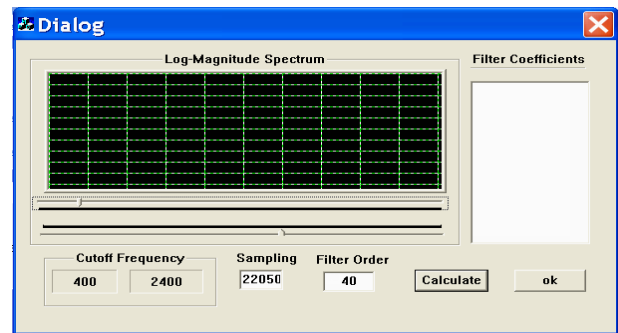 Dialog
Log-Magnitude Spectrum
Filter Coefficients
Cutoff Frequency
Sampling
Filter Order
400
2400
22050
40
Calculate
ok